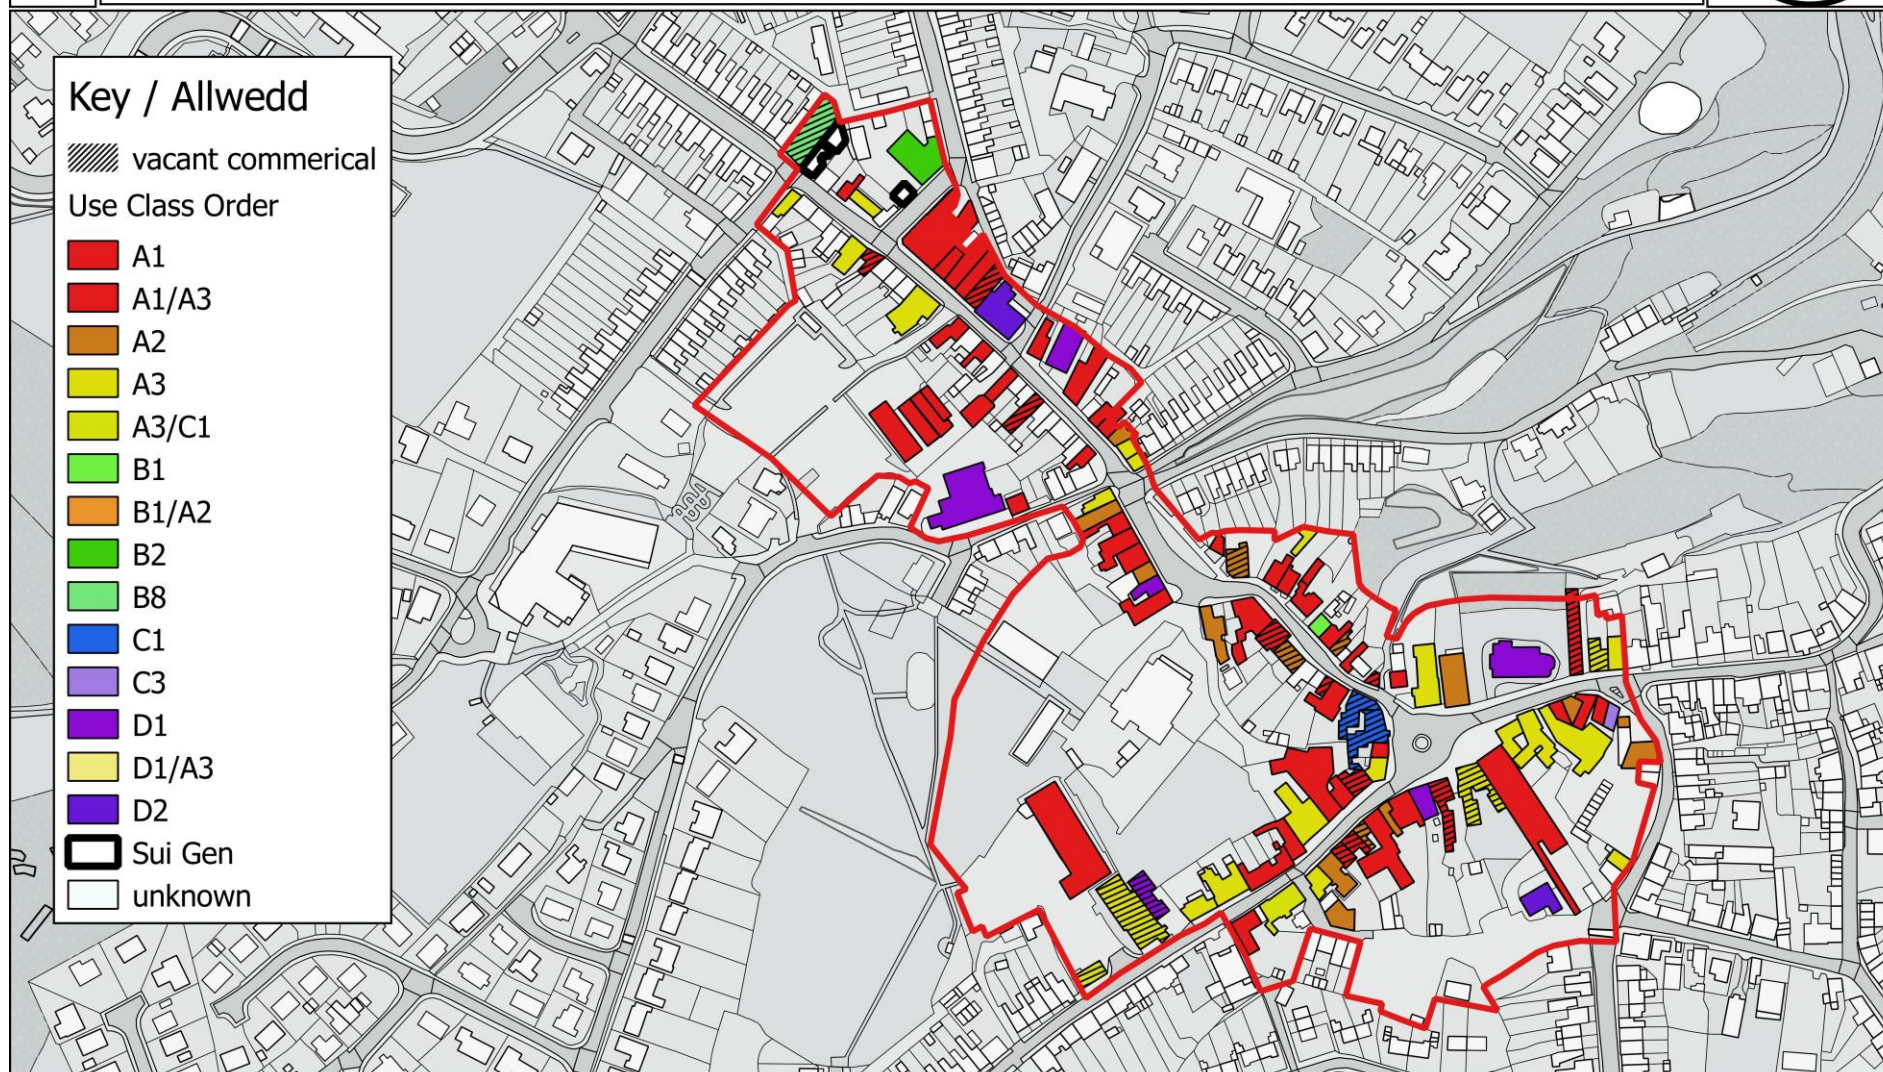 Key / Allwedd
vacant commerical
Use Class Order
A1
A1/A3
A2
A3
A3/C1
B1
B1/A2
B2
B8
C1
C3
D1
D1/A3
D2
Sui Gen
unknown